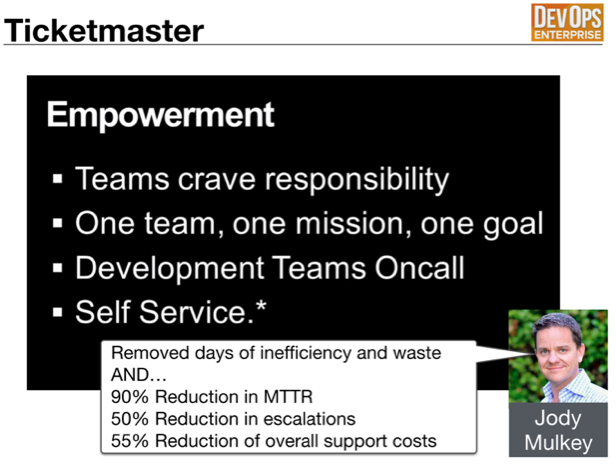 Ticketmaster
DEVOPS
ENTERPRISE
Empowerment
▪ Teams crave responsibility
▪ One team, one mission, one goal
▪ Development Teams Oncall
▪ Self Service.*
Removed days of inefficiency and waste
AND…
90% Reduction in MTTR
50% Reduction in escalations
55% Reduction of overall support costs
Jody
Mulkey